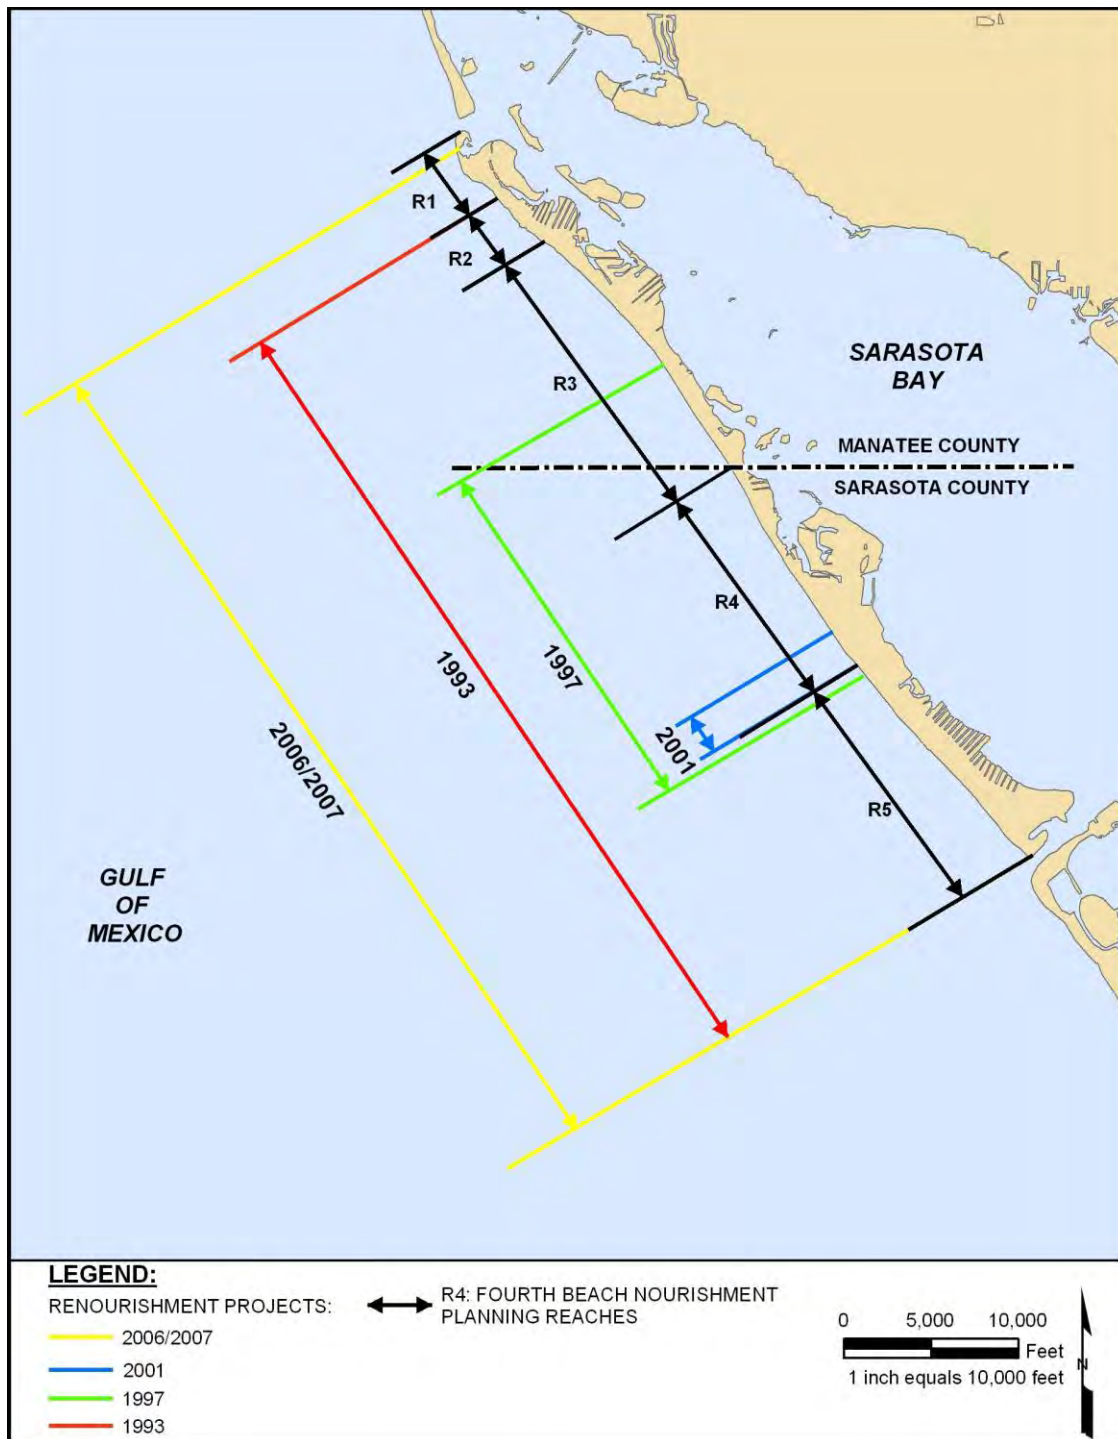 R1
R2
R3
SARASOTA
BAY
MANATEE COUNTY
SARASOTA COUNTY
R4
1997
1993
2001
2006/2007
R5
GULF
OF
MEXICO
LEGEND:
RENOURISHMENT PROJECTS:
2006/2007
2001
1997
1993
R4: FOURTH BEACH NOURISHMENT
PLANNING REACHES
0 5,000 10,000
Feet
1 inch equals 10,000 feet
N